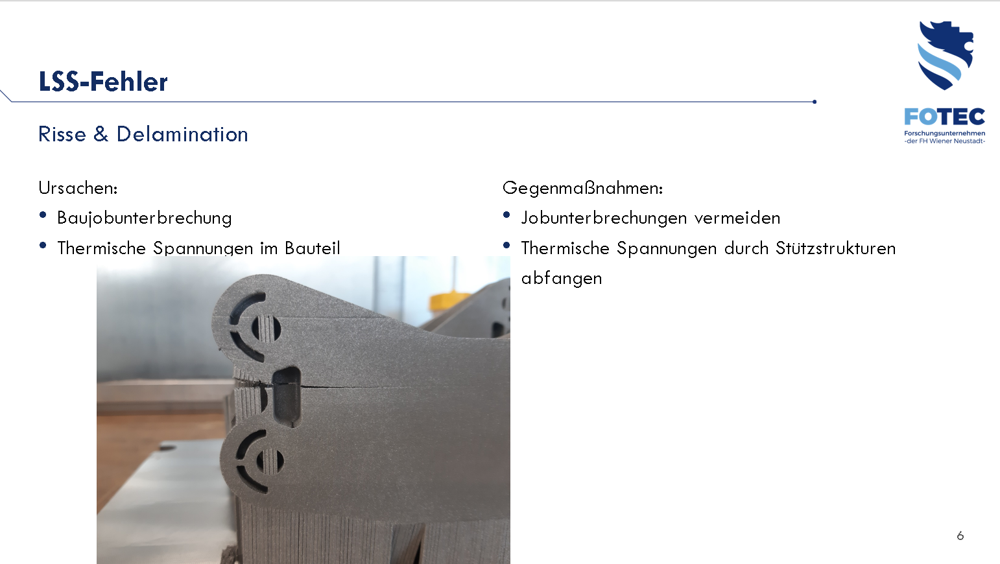 LSS-Fehler
Risse & Delamination
FOTEC
Forschungsunternehmen
-der FH Wiener Neustadt-
Ursachen:
• Baujobunterbrechung
• Thermische Spannungen im Bauteil
Gegenmaßnahmen:
• Jobunterbrechungen vermeiden
• Thermische Spannungen durch Stützstrukturen
abfangen
6